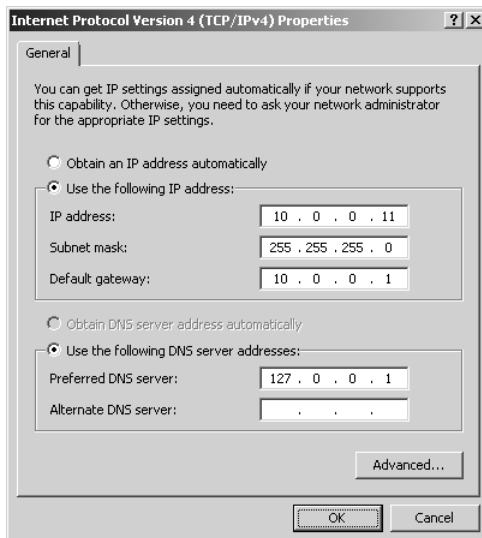 Internet Protocol Version 4 (TCP/IPv4) Properties
General
You can get IP settings assigned automatically if your network supports
this capability. Otherwise, you need to ask your network administrator
for the appropriate IP settings.
Obtain an IP address automatically
Use the following IP address:
IP address: 10 . 0 . 0 . 11
Subnet mask: 255 . 255 . 255 . 0
Default gateway: 10 . 0 . 0 . 1
Obtain DNS server address automatically
Use the following DNS server addresses:
Preferred DNS server: 127 . 0 . 0 . 1
Alternate DNS server: . . .
Advanced...
OK Cancel